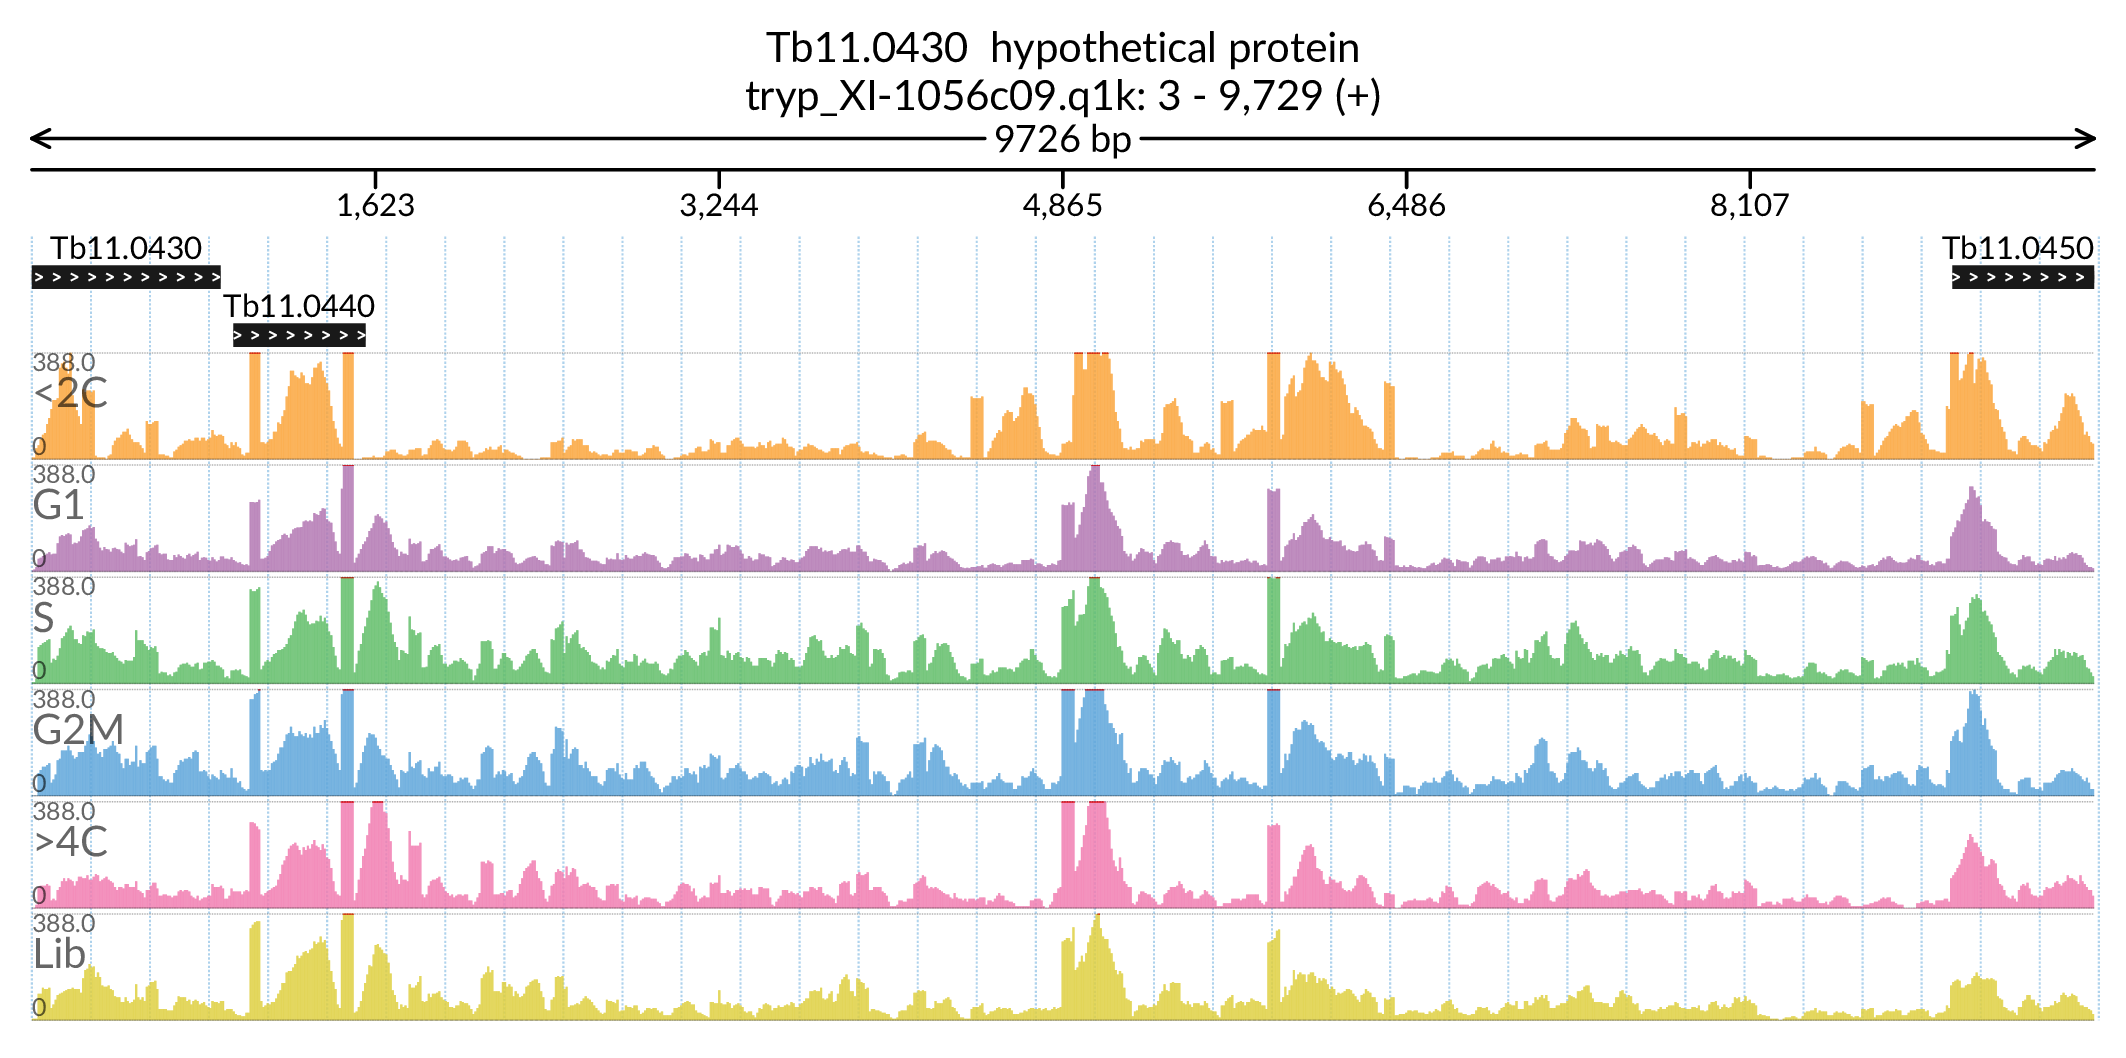 Tb11.0430  hypothetical protein
tryp_XI-1056c09.q1k: 3 - 9,729 (+)
9726 bp
1,623 3,244 4,865 6,486 8,107
Tb11.0430 Tb11.0450
> > > > > > > > > > > > > > > > > > >
Tb11.0440
> > > > > > > >
388.0
<2C
0
388.0
G1
0
388.0
S
0
388.0
G2M
0
388.0
>4C
0
388.0
Lib
0